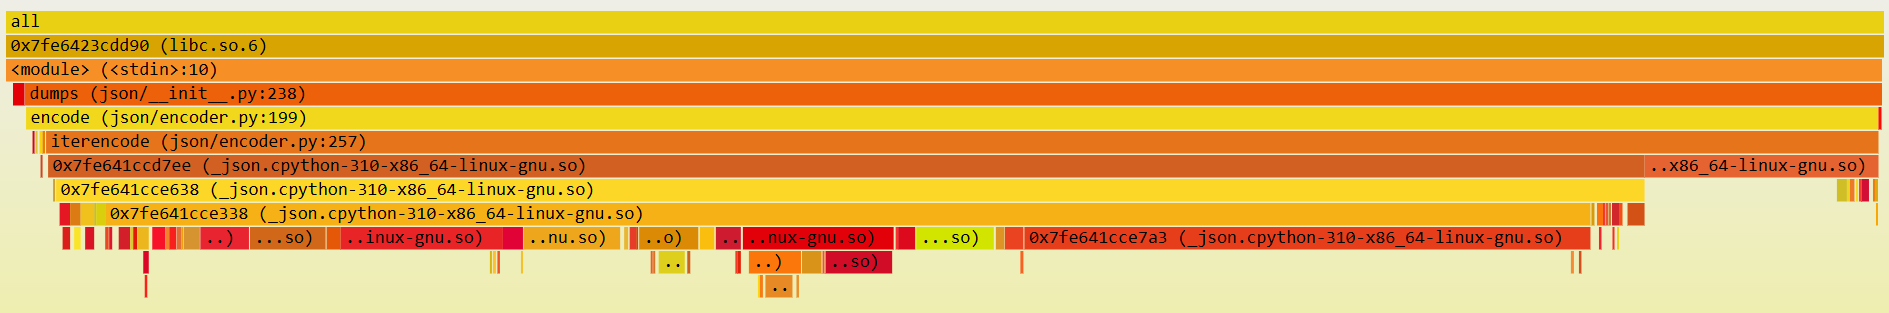 all
0x7fe6423cdd90 (libc.so.6)
<module> (<stdin>:10)
dumps (json/__init__.py:238)
encode (json/encoder.py:199)
iterencode (json/encoder.py:257)
0x7fe641ccd7ee (_json.cpython-310-x86_64-linux-gnu.so) ..x86_64-linux-gnu.so)
0x7fe641cce638 (_json.cpython-310-x86_64-linux-gnu.so)
0x7fe641cce338 (_json.cpython-310-x86_64-linux-gnu.so)
..) ...so) ..inux-gnu.so) ..nu.so) ..o) .. ..nux-gnu.so) ...so) 0x7fe641cce7a3 (_json.cpython-310-x86_64-linux-gnu.so)
.. ..) ..so)
..